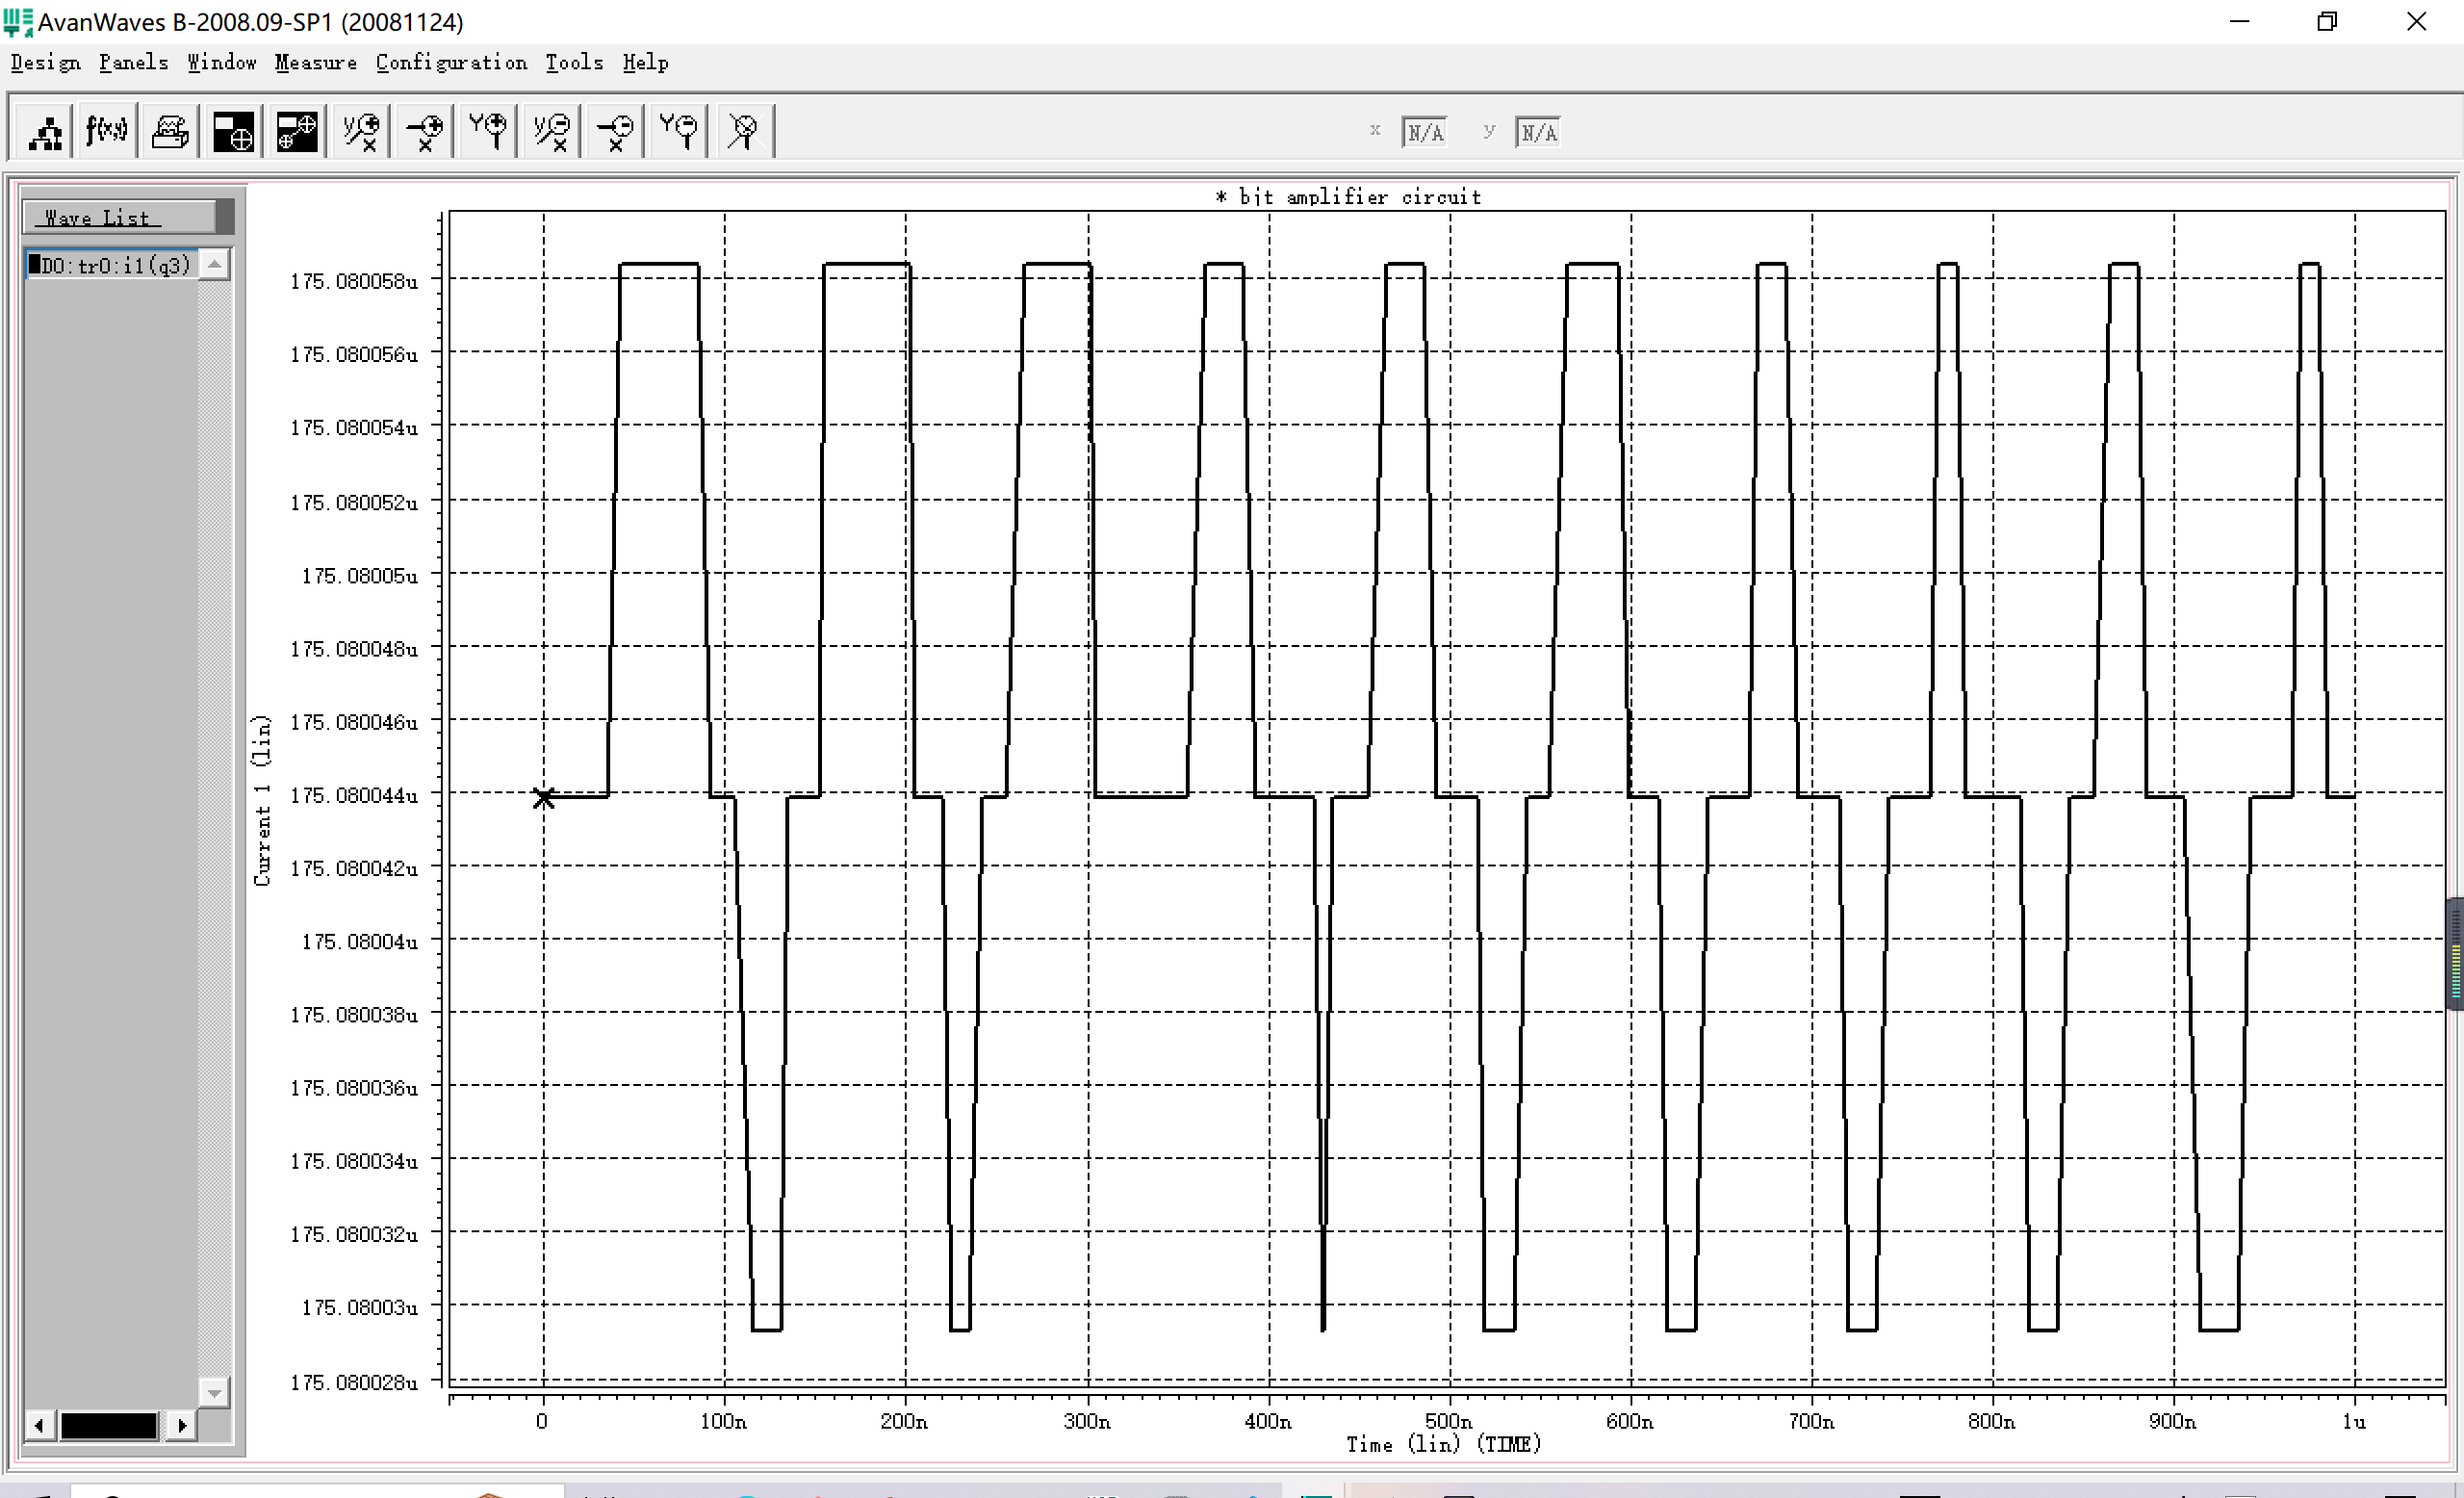 AvanWaves B-2008.09-SP1 (20081124)
Design Panels Window Measure Configuration Tools Help
f(x,y)
x N/A y N/A
* bjt amplifier circuit
Wave List
D0:tr0:i1(q3)
175.080058u
175.080056u
175.080054u
175.080052u
175.08005u
175.080048u
175.080046u
175.080044u
175.080042u
175.08004u
175.080038u
175.080036u
175.080034u
175.080032u
175.08003u
175.080028u
Current 1 (lin)
0 100n 200n 300n 400n 500n 600n 700n 800n 900n 1u
Time (lin) (TIME)